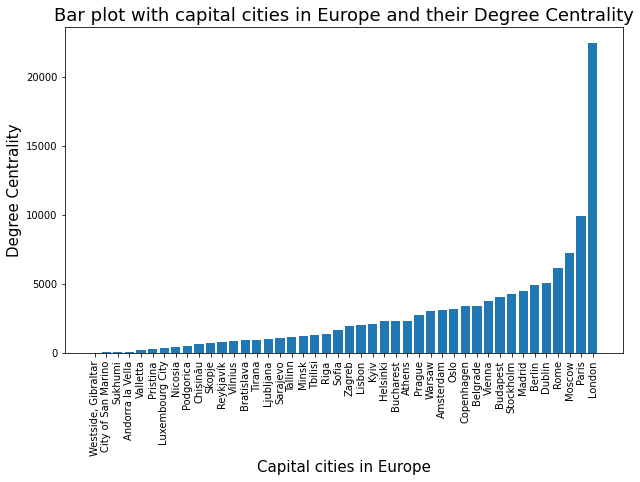 Bar plot with capital cities in Europe and their Degree Centrality
Degree Centrality
20000
15000
10000
5000
0
Westside, Gibraltar
City of San Marino
Sukhumi
Andorra la Vella
Valletta
Pristina
Luxembourg City
Nicosia
Podgorica
Chișinău
Skopje
Reykjavík
Vilnius
Bratislava
Tirana
Ljubljana
Sarajevo
Tallinn
Minsk
Tbilisi
Riga
Sofia
Zagreb
Lisbon
Kyiv
Helsinki
Bucharest
Athens
Prague
Warsaw
Amsterdam
Oslo
Copenhagen
Belgrade
Vienna
Budapest
Stockholm
Madrid
Berlin
Dublin
Rome
Moscow
Paris
London
Capital cities in Europe